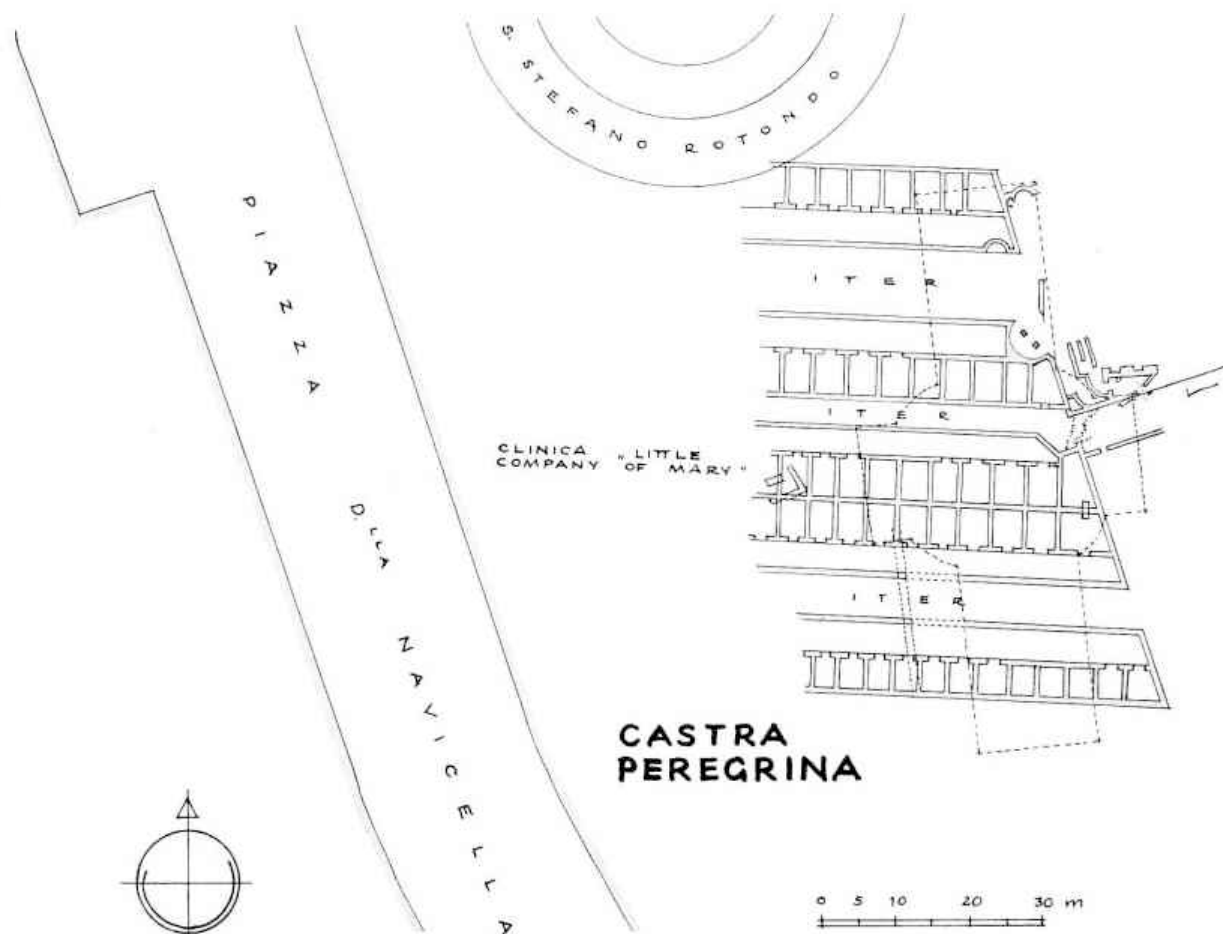 S. STEFANO ROTONDO
PIAZZA D.LLA NAVICELLA
ITER
ITER
CLINICA „LITTLE
COMPANY OF MARY"
ITER
CASTRA
PEREGRINA
0 5 10 20 30 m